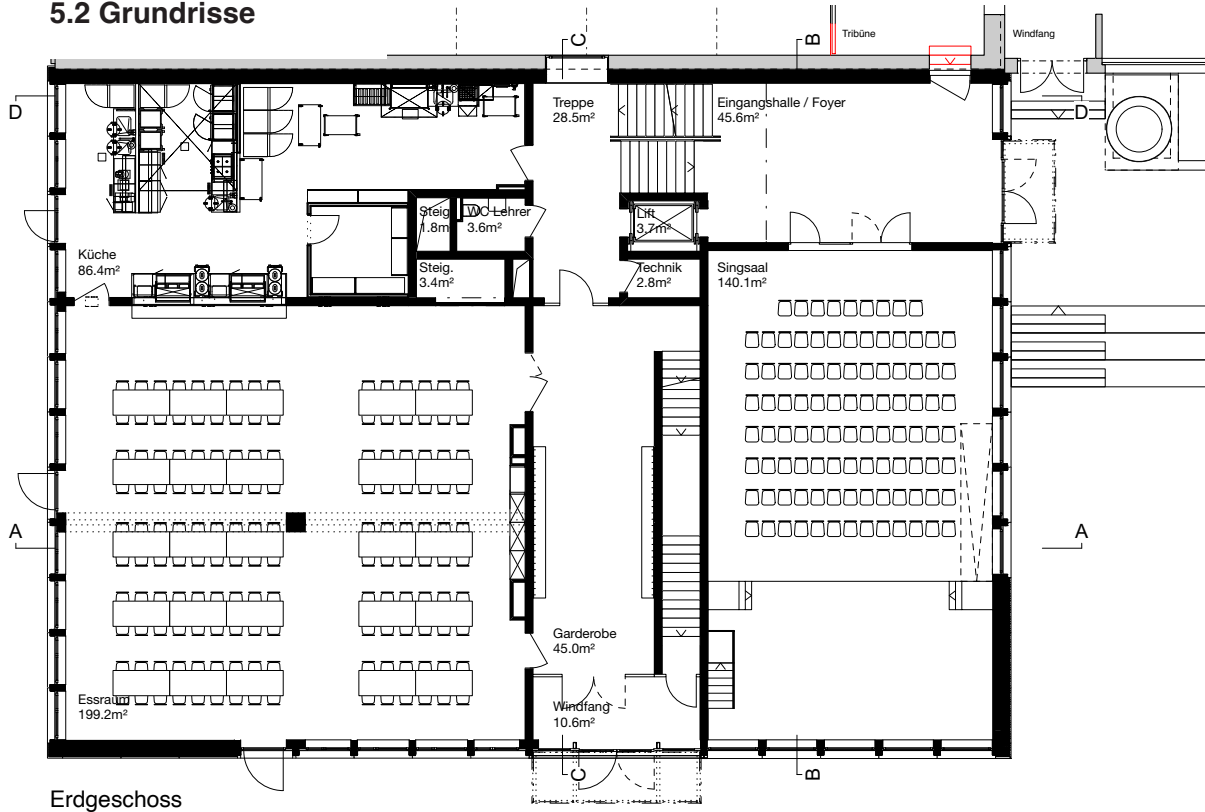 5.2 Grundrisse
C
B
Tribüne
Windfang
D
D
Treppe
28.5m²
Eingangshalle / Foyer
45.6m²
Steig.
1.8m²
WC Lehrer
3.6m²
Lift
3.7m²
Küche
86.4m²
Steig.
3.4m²
Technik
2.8m²
Singsaal
140.1m²
A
A
Garderobe
45.0m²
Essraum
199.2m²
Windfang
10.6m²
C
B
Erdgeschoss